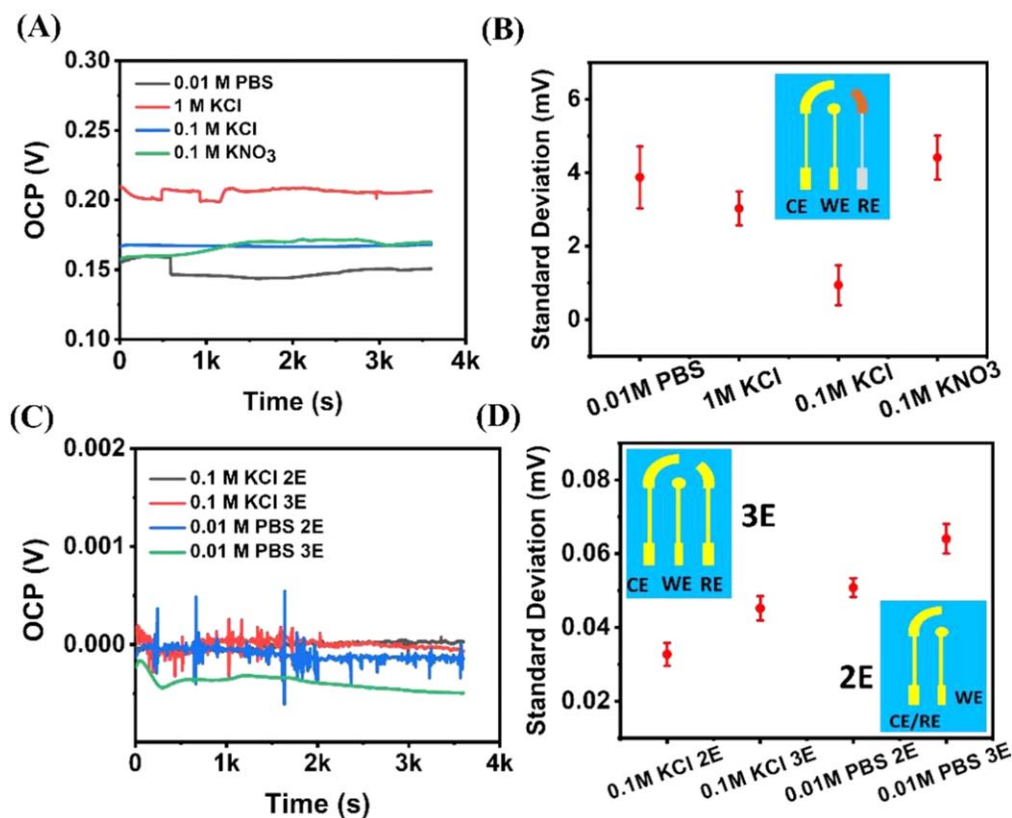 (A)
0.30
0.25
0.20
0.15
0.10
OCP (V)
0.01 M PBS
1 M KCl
0.1 M KCl
0.1 M KNO3
0
1k
2k
3k
4k
Time (s)
(B)
6
4
2
0
Standard Deviation (mV)
CE WE RE
0.01M PBS
1M KCl
0.1M KCl
0.1M KNO3
(C)
0.002
0.001
0.000
OCP (V)
0.1 M KCl 2E
0.1 M KCl 3E
0.01 M PBS 2E
0.01 M PBS 3E
0
1k
2k
3k
4k
Time (s)
(D)
0.08
0.06
0.04
0.02
Standard Deviation (mV)
3E
CE WE RE
2E
WE
CE/RE
0.1M KCl 2E
0.1M KCl 3E
0.01M PBS 2E
0.01M PBS 3E